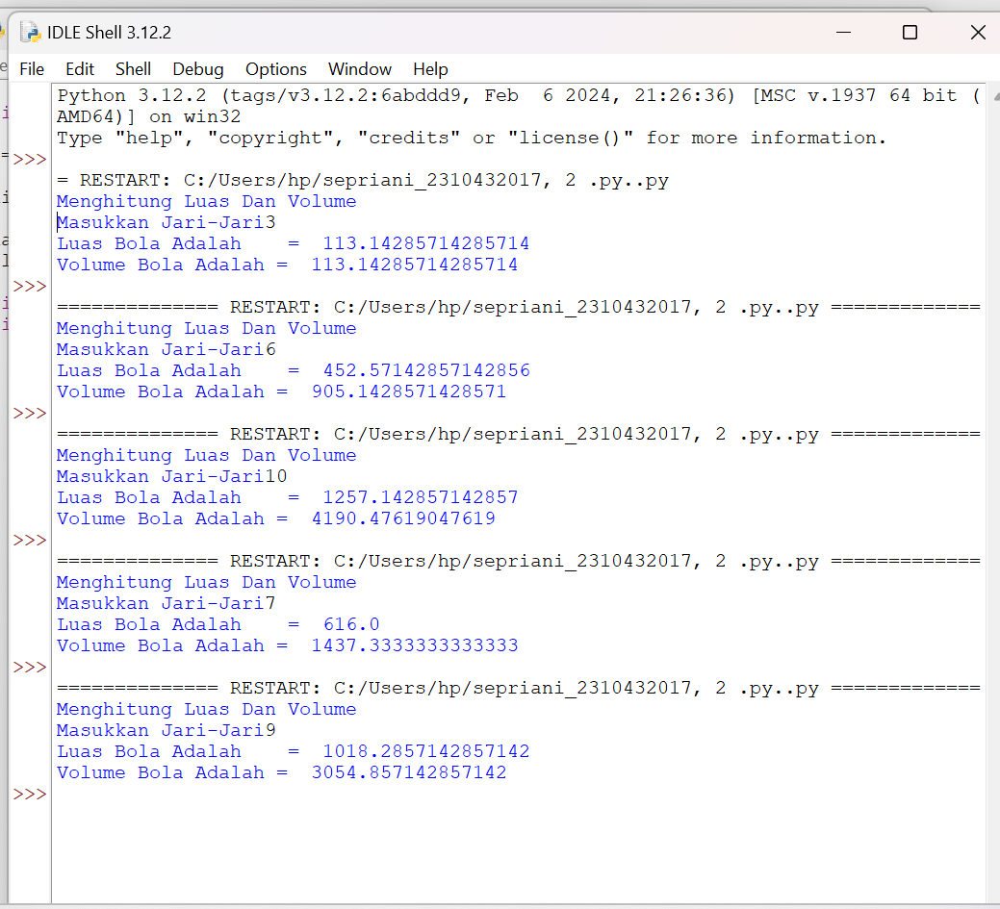 IDLE Shell 3.12.2
File Edit Shell Debug Options Window Help
Python 3.12.2 (tags/v3.12.2:6abddd9, Feb  6 2024, 21:26:36) [MSC v.1937 64 bit (
AMD64)] on win32
Type "help", "copyright", "credits" or "license()" for more information.
>>>
= RESTART: C:/Users/hp/sepriani_2310432017, 2 .py..py
Menghitung Luas Dan Volume
Masukkan Jari-Jari3
Luas Bola Adalah    =  113.14285714285714
Volume Bola Adalah =  113.14285714285714
>>>
============== RESTART: C:/Users/hp/sepriani_2310432017, 2 .py..py =============
Menghitung Luas Dan Volume
Masukkan Jari-Jari6
Luas Bola Adalah    =  452.57142857142856
Volume Bola Adalah =  905.1428571428571
>>>
============== RESTART: C:/Users/hp/sepriani_2310432017, 2 .py..py =============
Menghitung Luas Dan Volume
Masukkan Jari-Jari10
Luas Bola Adalah    =  1257.142857142857
Volume Bola Adalah =  4190.47619047619
>>>
============== RESTART: C:/Users/hp/sepriani_2310432017, 2 .py..py =============
Menghitung Luas Dan Volume
Masukkan Jari-Jari7
Luas Bola Adalah    =  616.0
Volume Bola Adalah =  1437.3333333333333
>>>
============== RESTART: C:/Users/hp/sepriani_2310432017, 2 .py..py =============
Menghitung Luas Dan Volume
Masukkan Jari-Jari9
Luas Bola Adalah    =  1018.2857142857142
Volume Bola Adalah =  3054.857142857142
>>>